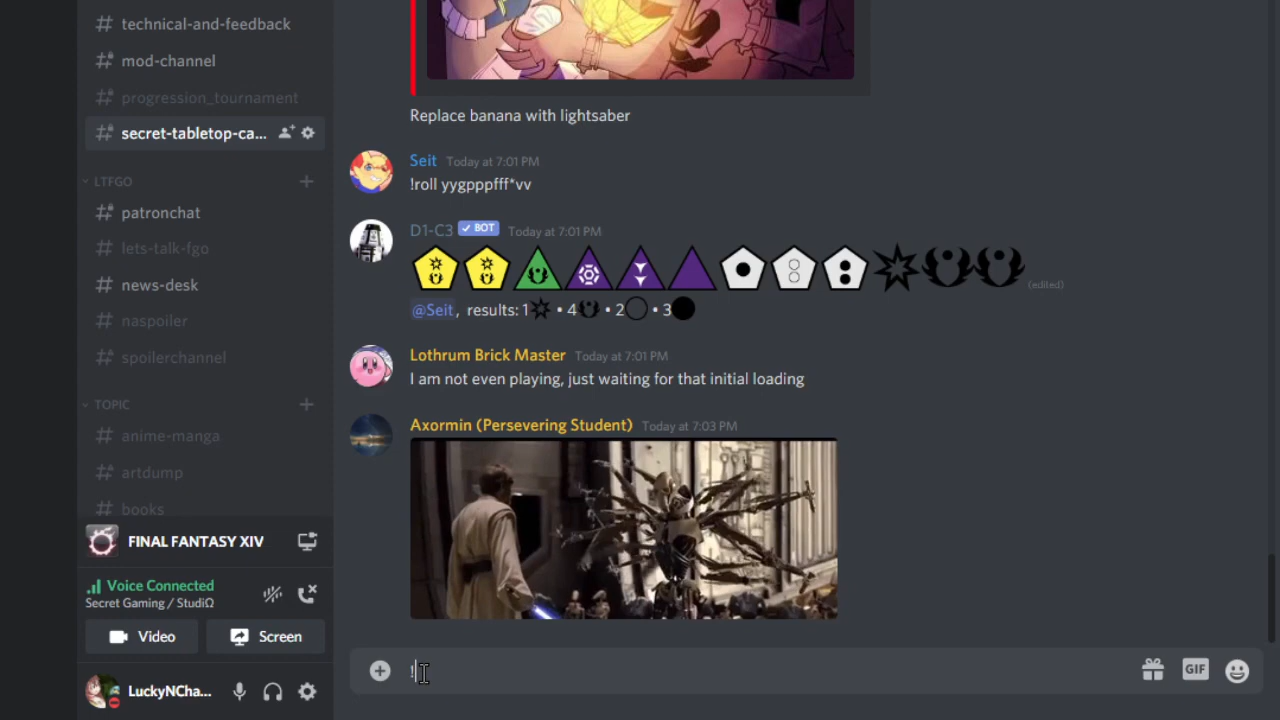 technical-and-feedback
mod-channel
progression_tournament
secret-tabletop-ca...
LTFGO
patronchat
lets-talk-fgo
news-desk
naspoiler
spoilerchannel
TOPIC
anime-manga
artdump
books
FINAL FANTASY XIV
Voice Connected
Secret Gaming / StudiΩ
Video
Screen
LuckyNCha...
Replace banana with lightsaber
Seit Today at 7:01 PM
!roll yygpppfff*vv
D1-C3 ✓ BOT Today at 7:01 PM
(edited)
@Seit, results: 1 • 4 • 2 • 3
Lothrum Brick Master Today at 7:01 PM
I am not even playing, just waiting for that initial loading
Axormin (Persevering Student) Today at 7:03 PM
!
GIF